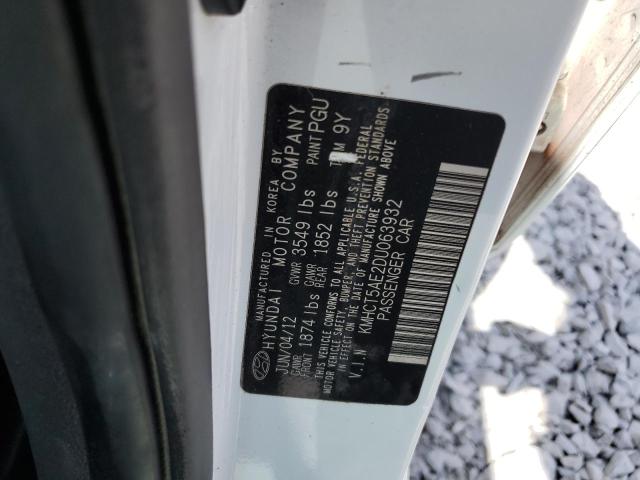 MANUFACTURED IN KOREA BY
HYUNDAI MOTOR COMPANY
JUN/04/12 GVWR 3549 lbs PAINT PGU
GAWR FRONT 1874 lbs GAWR REAR 1852 lbs TRIM 9Y
THIS VEHICLE CONFORMS TO ALL APPLICABLE U.S.A. FEDERAL
MOTOR VEHICLE SAFETY, BUMPER, AND THEFT PREVENTION STANDARDS
IN EFFECT ON THE DATE OF MANUFACTURE SHOWN ABOVE
V.I.N KMHCT5AE2DU063932
PASSENGER CAR